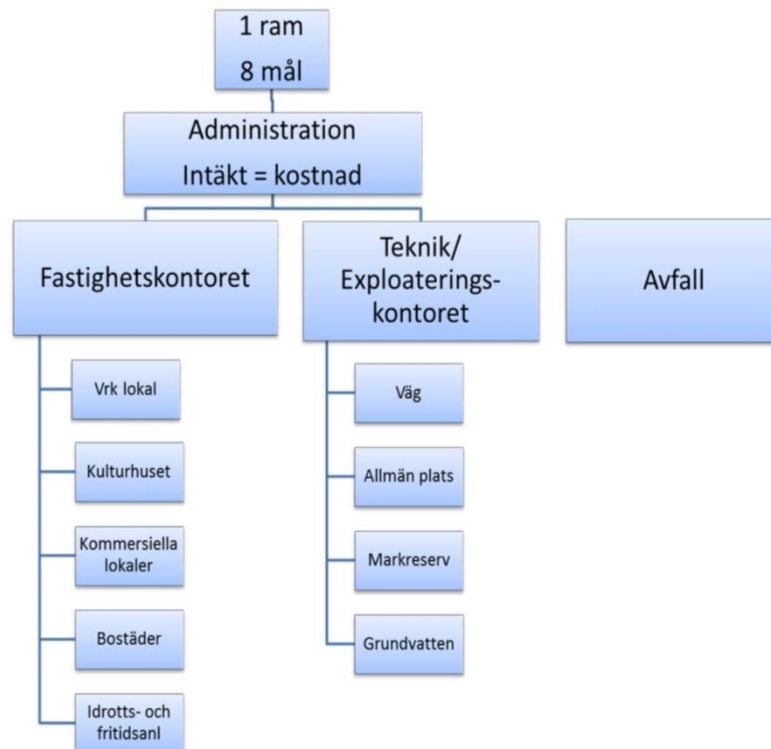 1 ram
8 mål
Administration
Intäkt = kostnad
Fastighetskontoret
Teknik/
Exploaterings-
kontoret
Avfall
Vrk lokal
Kulturhuset
Kommersiella
lokaler
Bostäder
Idrotts- och
fritidsanl
Väg
Allmän plats
Markreserv
Grundvatten